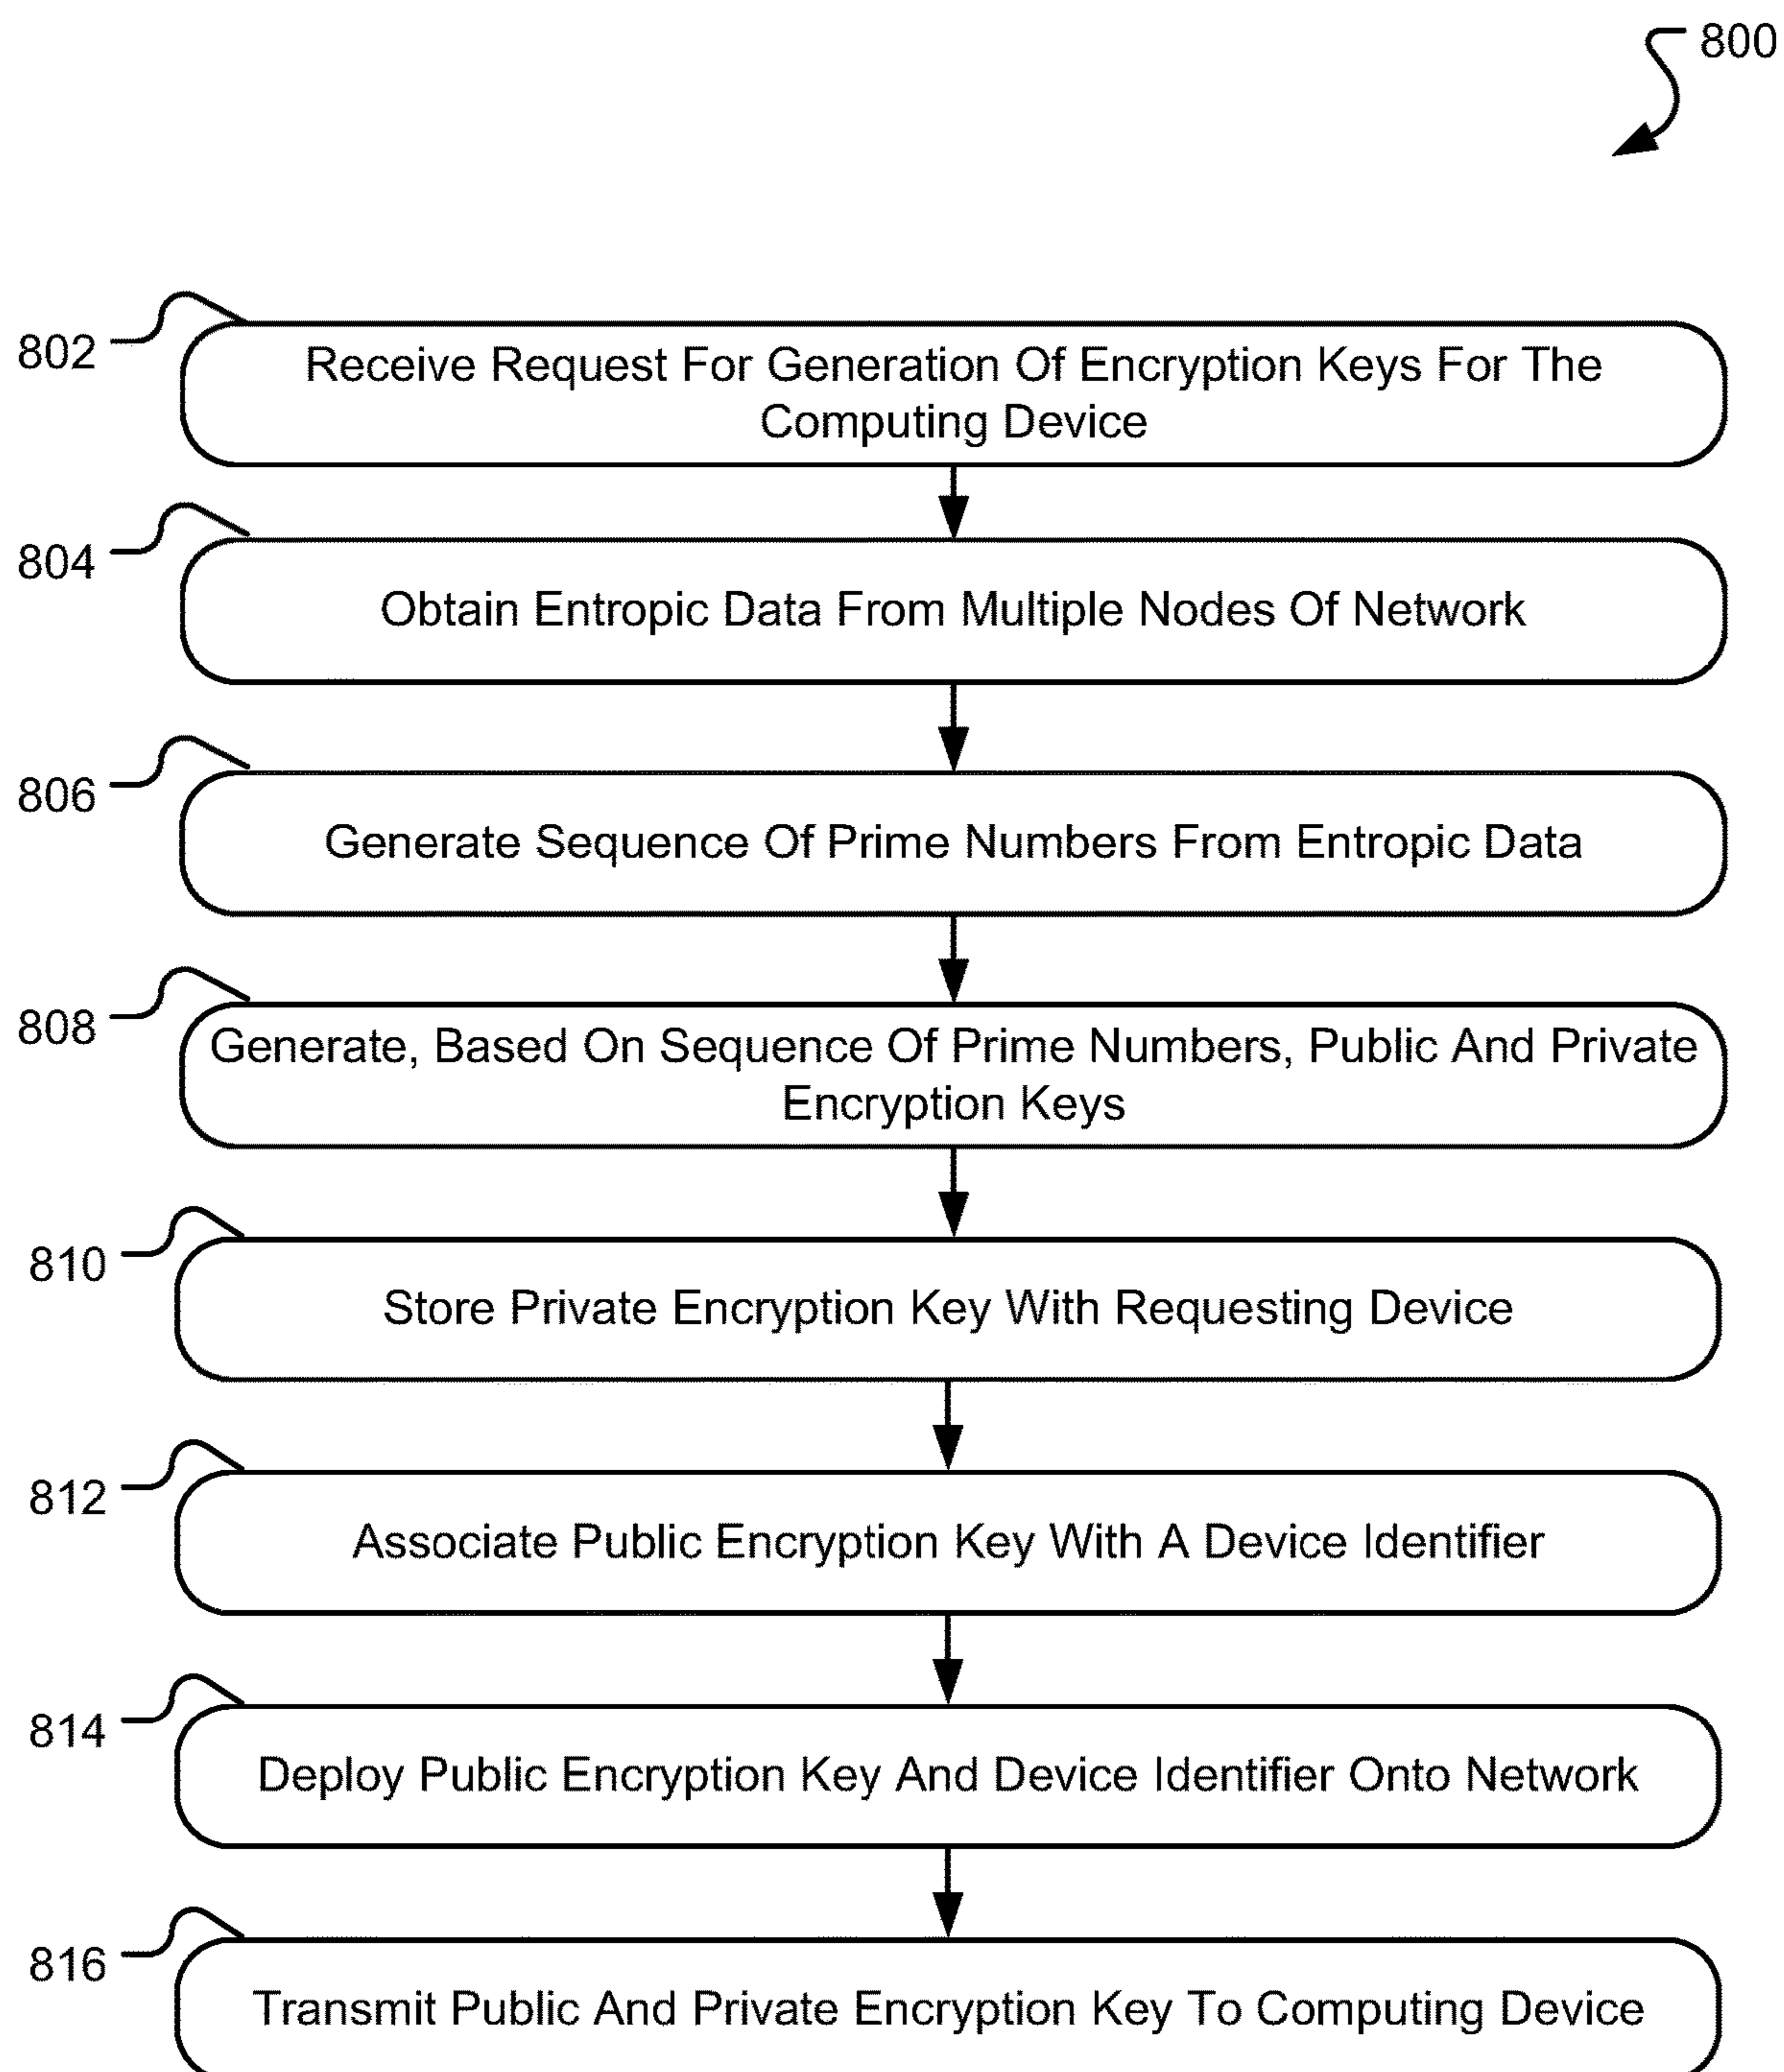 800
802
Receive Request For Generation Of Encryption Keys For The
Computing Device
804
Obtain Entropic Data From Multiple Nodes Of Network
806
Generate Sequence Of Prime Numbers From Entropic Data
808
Generate, Based On Sequence Of Prime Numbers, Public And Private
Encryption Keys
810
Store Private Encryption Key With Requesting Device
812
Associate Public Encryption Key With A Device Identifier
814
Deploy Public Encryption Key And Device Identifier Onto Network
816
Transmit Public And Private Encryption Key To Computing Device